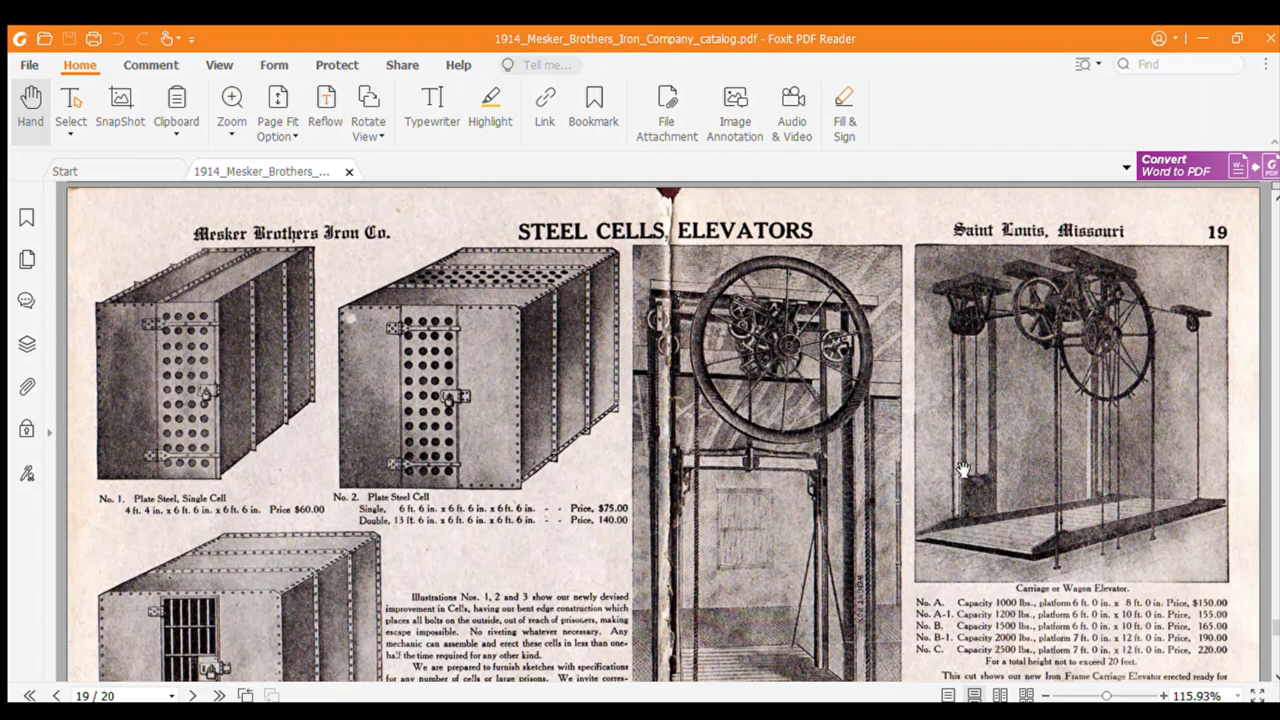 1914_Mesker_Brothers_Iron_Company_catalog.pdf - Foxit PDF Reader
File Home Comment View Form Protect Share Help Tell me... Find
Hand Select SnapShot Clipboard Zoom Page Fit Option Reflow Rotate View Typewriter Highlight Link Bookmark File Attachment Image Annotation Audio & Video Fill & Sign
Start 1914_Mesker_Brothers_... Convert Word to PDF
Mesker Brothers Iron Co. STEEL CELLS, ELEVATORS Saint Louis, Missouri 19
No. 1. Plate Steel, Single Cell
4 ft. 4 in. x 6 ft. 6 in. x 6 ft. 6 in. Price $60.00
No. 2. Plate Steel Cell
Single, 6 ft. 6 in. x 6 ft. 6 in. x 6 ft. 6 in. - - Price, $75.00
Double, 13 ft. 6 in. x 6 ft. 6 in. x 6 ft. 6 in. - - Price, 140.00
Illustrations Nos. 1, 2 and 3 show our newly devised
improvement in Cells, having our bent edge construction which
places all bolts on the outside, out of reach of prisoners, making
escape impossible. No riveting whatever necessary. Any
mechanic can assemble and erect these cells in less than one-
half the time required for any other kind.
We are prepared to furnish sketches with specifications
for any number of cells or large prisons. We invite corres-
Carriage or Wagon Elevator.
No. A. Capacity 1000 lbs., platform 6 ft. 0 in. x 8 ft. 0 in. Price, $150.00
No. A-1. Capacity 1200 lbs., platform 6 ft. 0 in. x 10 ft. 0 in. Price, 155.00
No. B. Capacity 1500 lbs., platform 6 ft. 0 in. x 10 ft. 0 in. Price, 165.00
No. B-1. Capacity 2000 lbs., platform 7 ft. 0 in. x 12 ft. 0 in. Price, 190.00
No. C. Capacity 2500 lbs., platform 7 ft. 0 in. x 12 ft. 0 in. Price, 220.00
For a total height not to exceed 20 feet.
This cut shows our new Iron Frame Carriage Elevator erected ready for
19 / 20 115.93%